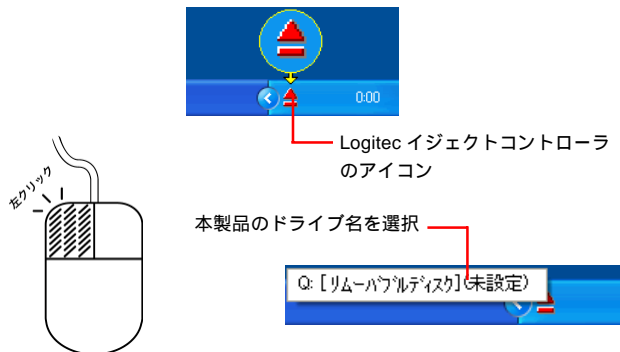 0:00
Logitec イジェクトコントローラ
のアイコン
左クリック
本製品のドライブ名を選択
Q: [リムーバブルディスク](未設定)